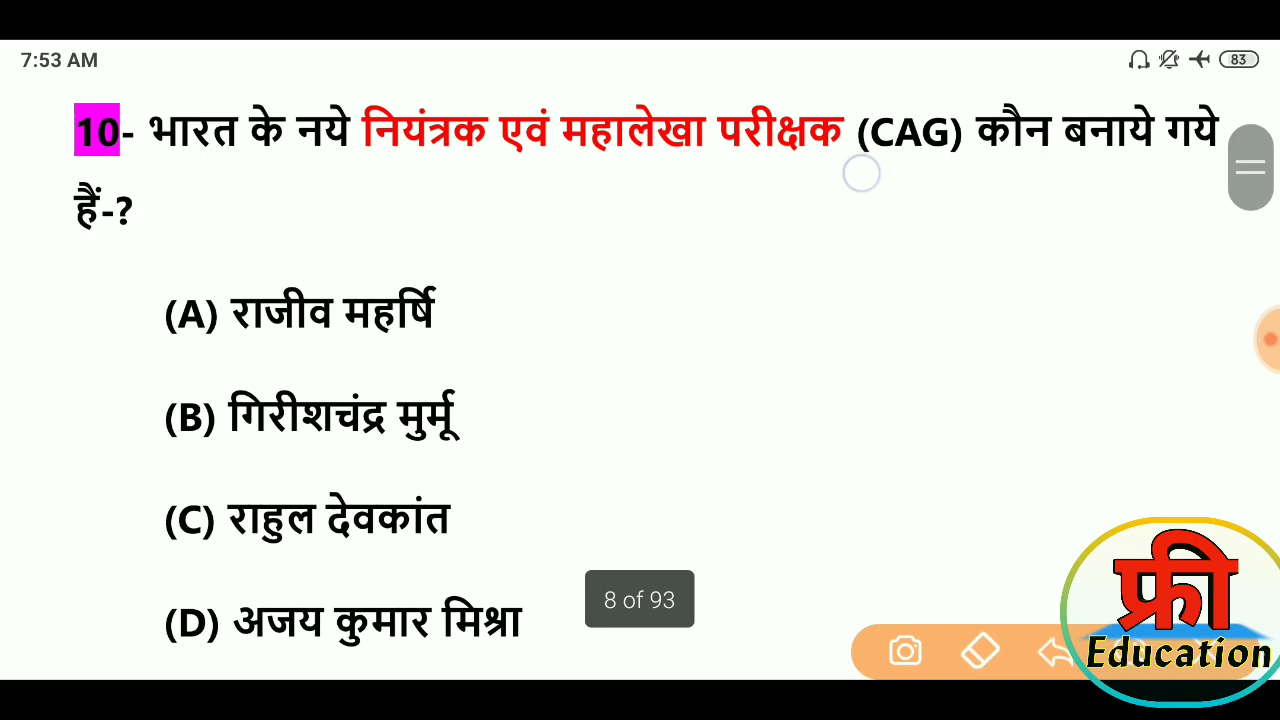 7:53 AM
83
10- भारत के नये नियंत्रक एवं महालेखा परीक्षक (CAG) कौन बनाये गये
हैं-?
(A) राजीव महर्षि
(B) गिरीशचंद्र मुर्मू
(C) राहुल देवकांत
(D) अजय कुमार मिश्रा
8 of 93
फ्री
Education